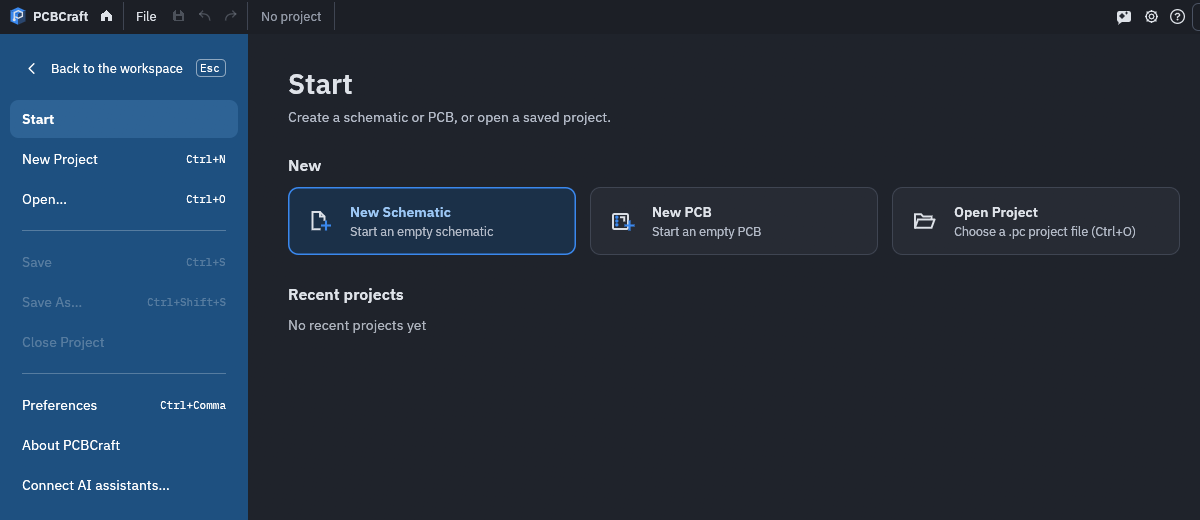 PCBCraft File No project
Back to the workspace Esc
Start
New Project Ctrl+N
Open... Ctrl+O
Save Ctrl+S
Save As... Ctrl+Shift+S
Close Project
Preferences Ctrl+Comma
About PCBCraft
Connect AI assistants...
Start
Create a schematic or PCB, or open a saved project.
New
New Schematic
Start an empty schematic
New PCB
Start an empty PCB
Open Project
Choose a .pc project file (Ctrl+O)
Recent projects
No recent projects yet